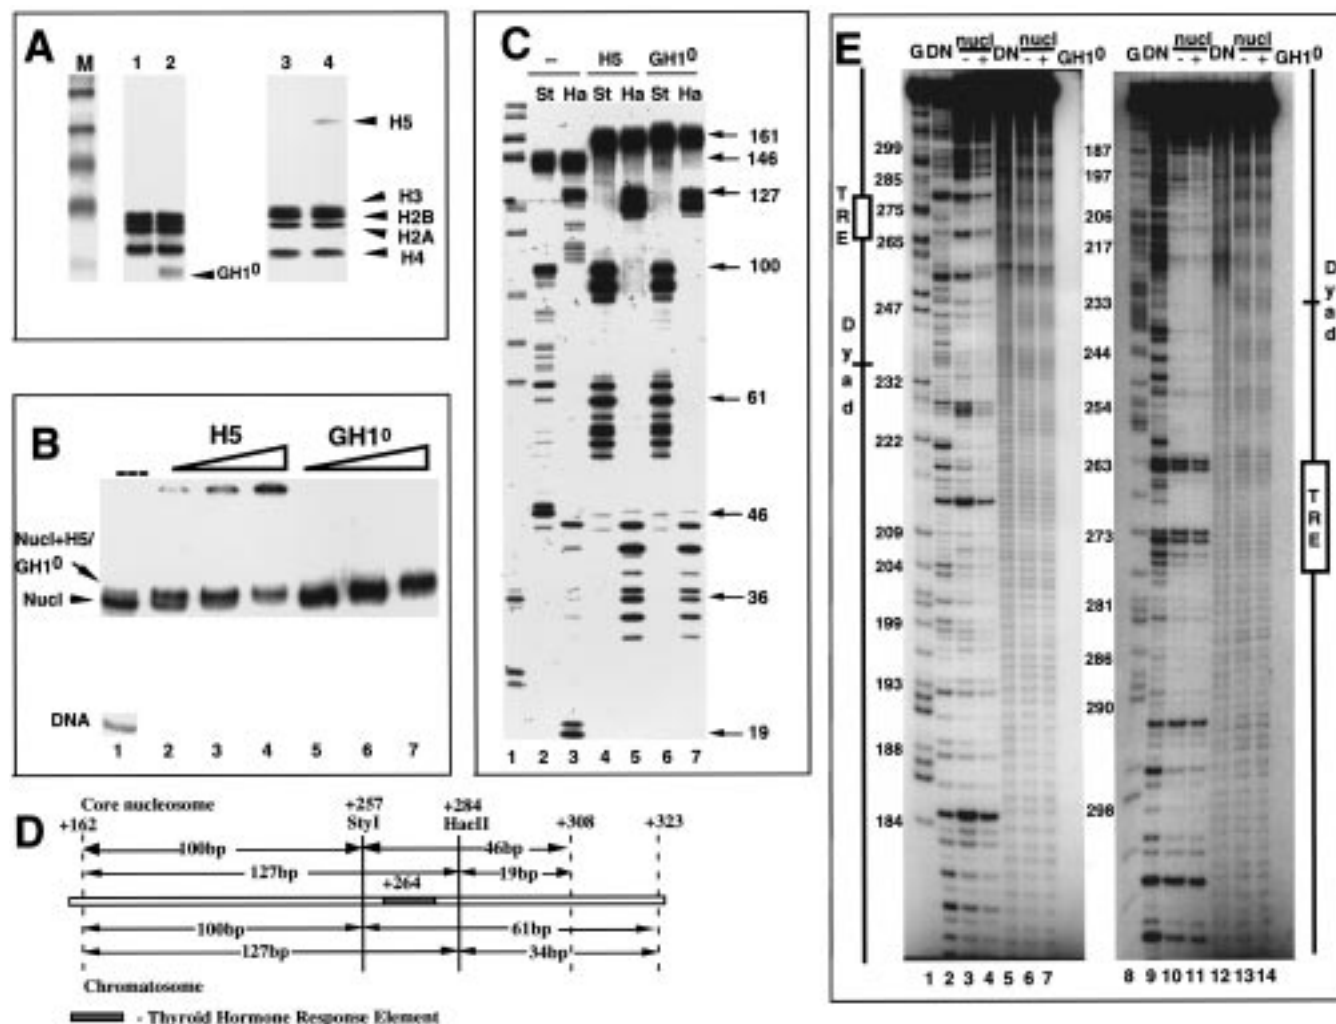 A
M
1 2
3 4
H5
H3
H2B
H2A
H4
GH1⁰
B
---
H5
GH1⁰
Nucl+H5/
GH1⁰
Nucl
DNA
1 2 3 4 5 6 7
C
– H5 GH1⁰
St Ha St Ha St Ha
161
146
127
100
61
46
36
19
1 2 3 4 5 6 7
D
Core nucleosome
+162
+257
StyI
+284
HaeII
+308
+323
100bp
46bp
127bp
19bp
+264
100bp
61bp
127bp
34bp
Chromatosome
- Thyroid Hormone Response Element
E
nucl nucl
G DN - + DN - + GH1⁰
299
285
275
265
247
232
222
209
204
199
193
188
184
TRE
Dyad
1 2 3 4 5 6 7
nucl nucl
G DN - + DN - + GH1⁰
187
197
206
217
233
244
254
263
273
281
286
290
298
Dyad
TRE
8 9 10 11 12 13 14